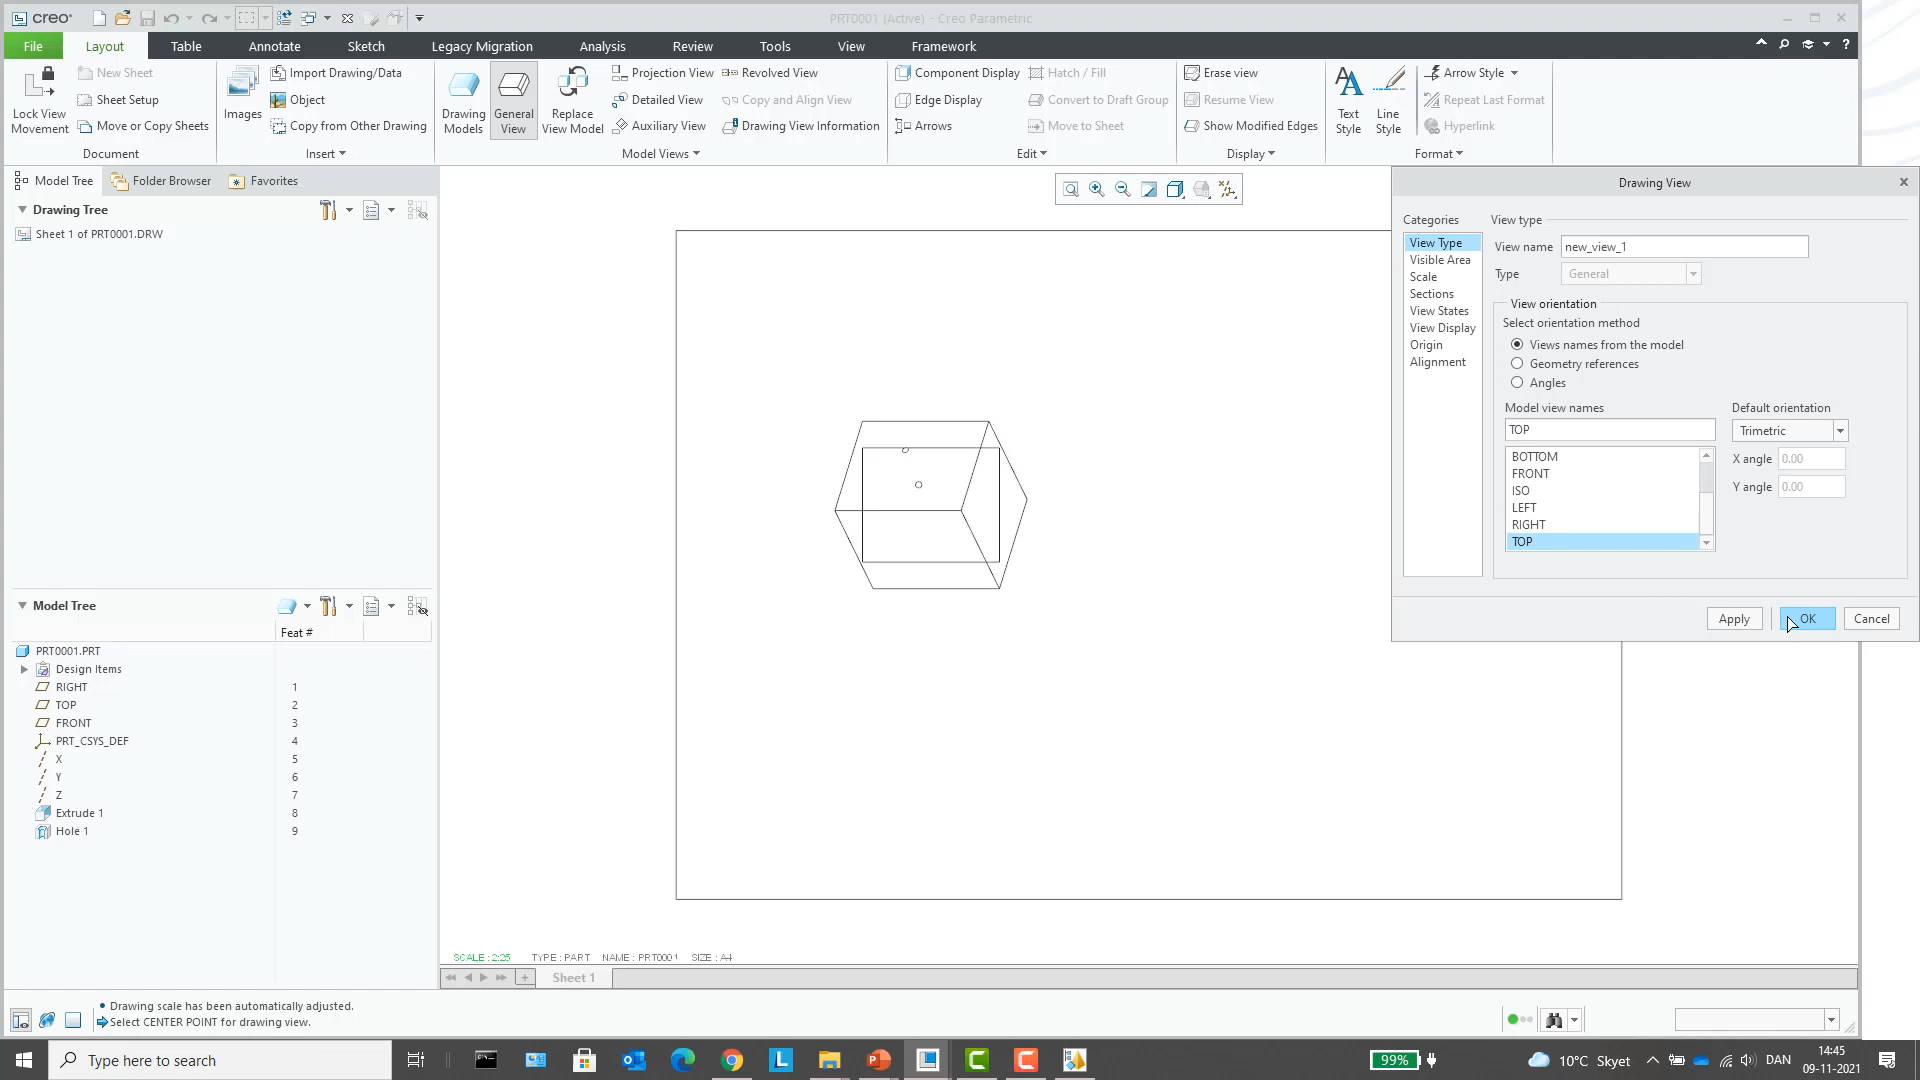 creo
PRT0001 (Active) - Creo Parametric
File
Layout
Table
Annotate
Sketch
Legacy Migration
Analysis
Review
Tools
View
Framework
Lock View Movement
New Sheet
Sheet Setup
Move or Copy Sheets
Document
Images
Import Drawing/Data
Object
Copy from Other Drawing
Insert
Drawing Models
General View
Replace View Model
Projection View
Detailed View
Auxiliary View
Revolved View
Copy and Align View
Drawing View Information
Model Views
Component Display
Edge Display
Arrows
Hatch / Fill
Convert to Draft Group
Move to Sheet
Edit
Erase view
Resume View
Show Modified Edges
Display
Text Style
Line Style
Arrow Style
Repeat Last Format
Hyperlink
Format
Model Tree
Folder Browser
Favorites
Drawing Tree
Sheet 1 of PRT0001.DRW
Model Tree
Feat #
PRT0001.PRT
Design Items
RIGHT 1
TOP 2
FRONT 3
PRT_CSYS_DEF 4
X 5
Y 6
Z 7
Extrude 1 8
Hole 1 9
Drawing View
Categories
View Type
Visible Area
Scale
Sections
View States
View Display
Origin
Alignment
View type
View name new_view_1
Type General
View orientation
Select orientation method
Views names from the model
Geometry references
Angles
Model view names
TOP
BOTTOM
FRONT
ISO
LEFT
RIGHT
TOP
Default orientation
Trimetric
X angle 0.00
Y angle 0.00
Apply
OK
Cancel
SCALE : 2:25 TYPE : PART NAME : PRT0001 SIZE : A4
Sheet 1
Drawing scale has been automatically adjusted.
Select CENTER POINT for drawing view.
Type here to search
99%
10°C Skyet
DAN
14:45
09-11-2021